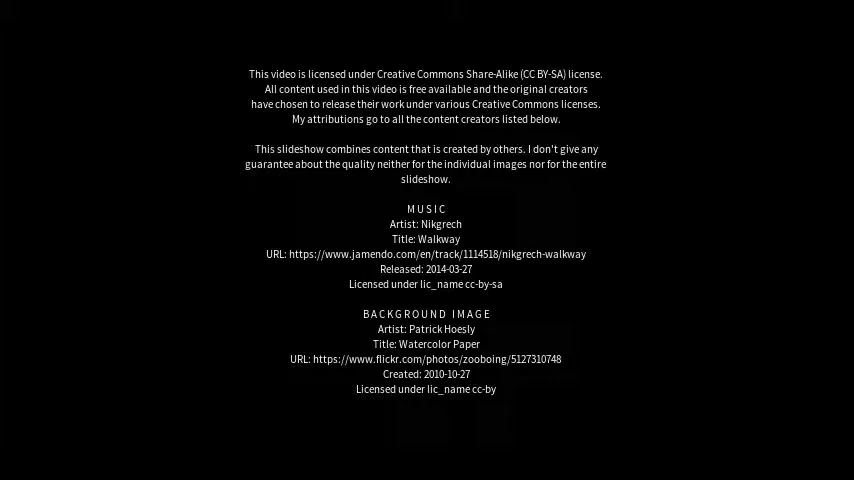 This video is licensed under Creative Commons Share-Alike (CC BY-SA) license.
All content used in this video is free available and the original creators
have chosen to release their work under various Creative Commons licenses.
My attributions go to all the content creators listed below.
This slideshow combines content that is created by others. I don't give any
guarantee about the quality neither for the individual images nor for the entire
slideshow.
MUSIC
Artist: Nikgrech
Title: Walkway
URL: https://www.jamendo.com/en/track/1114518/nikgrech-walkway
Released: 2014-03-27
Licensed under lic_name cc-by-sa
BACKGROUND IMAGE
Artist: Patrick Hoesly
Title: Watercolor Paper
URL: https://www.flickr.com/photos/zooboing/5127310748
Created: 2010-10-27
Licensed under lic_name cc-by